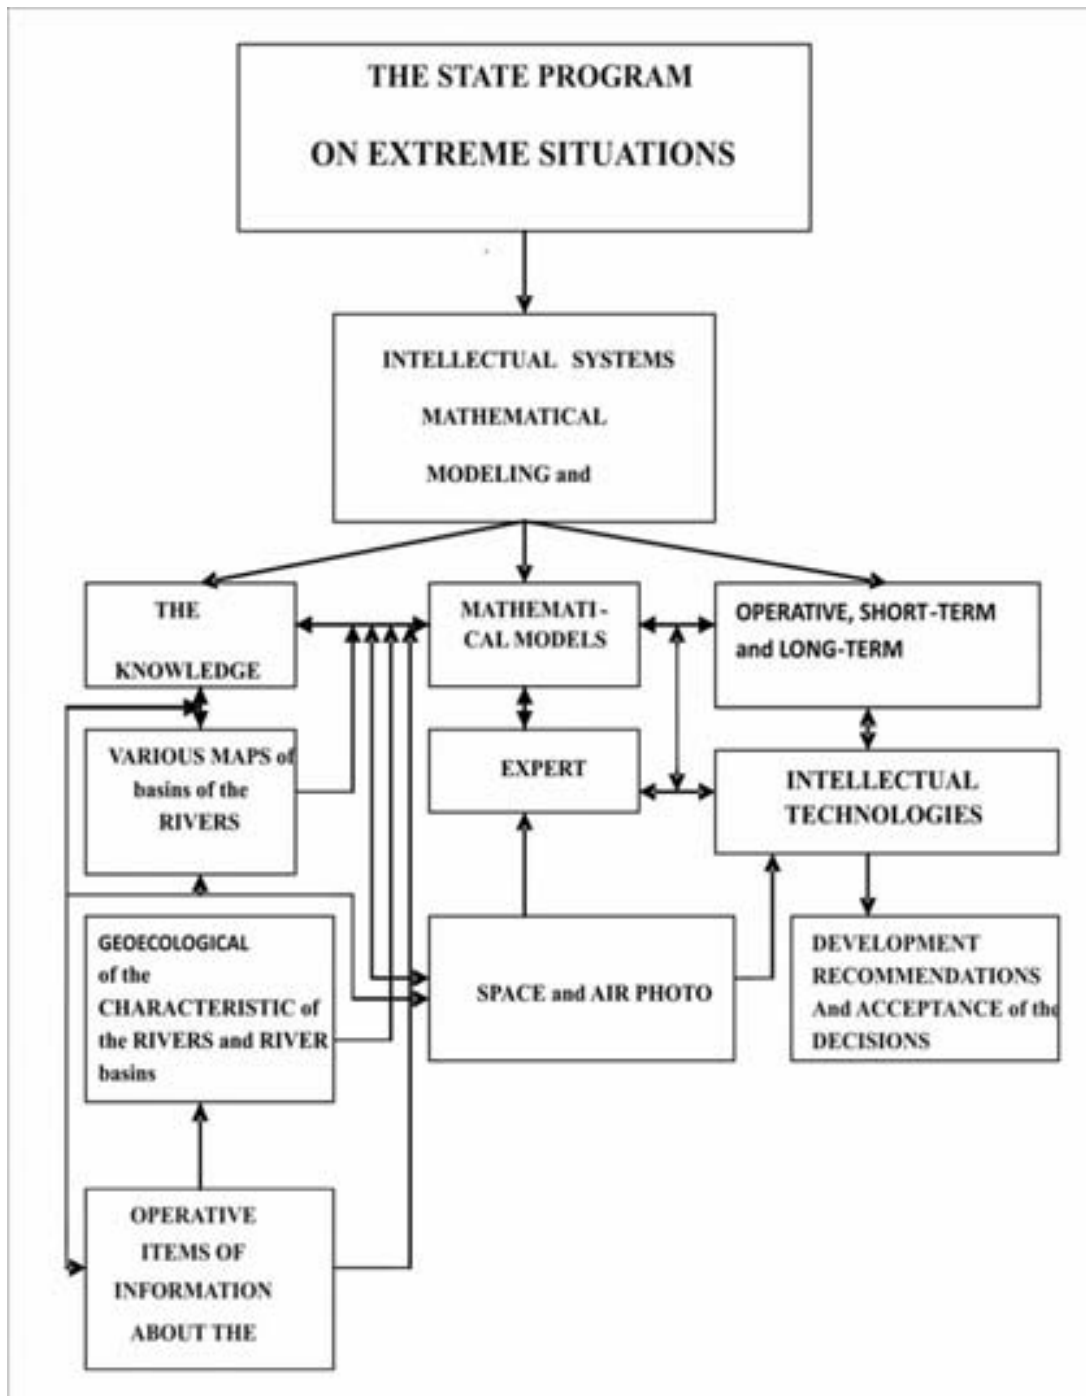 THE STATE PROGRAM
ON EXTREME SITUATIONS
INTELLECTUAL SYSTEMS
MATHEMATICAL
MODELING and
THE
KNOWLEDGE
MATHEMATI-
CAL MODELS
OPERATIVE, SHORT-TERM
and LONG-TERM
VARIOUS MAPS of
basins of the
RIVERS
EXPERT
INTELLECTUAL
TECHNOLOGIES
GEOECOLOGICAL
of the
CHARACTERISTIC of
the RIVERS and RIVER
basins
SPACE and AIR PHOTO
DEVELOPMENT
RECOMMENDATIONS
And ACCEPTANCE of the
DECISIONS
OPERATIVE
ITEMS OF
INFORMATION
ABOUT THE